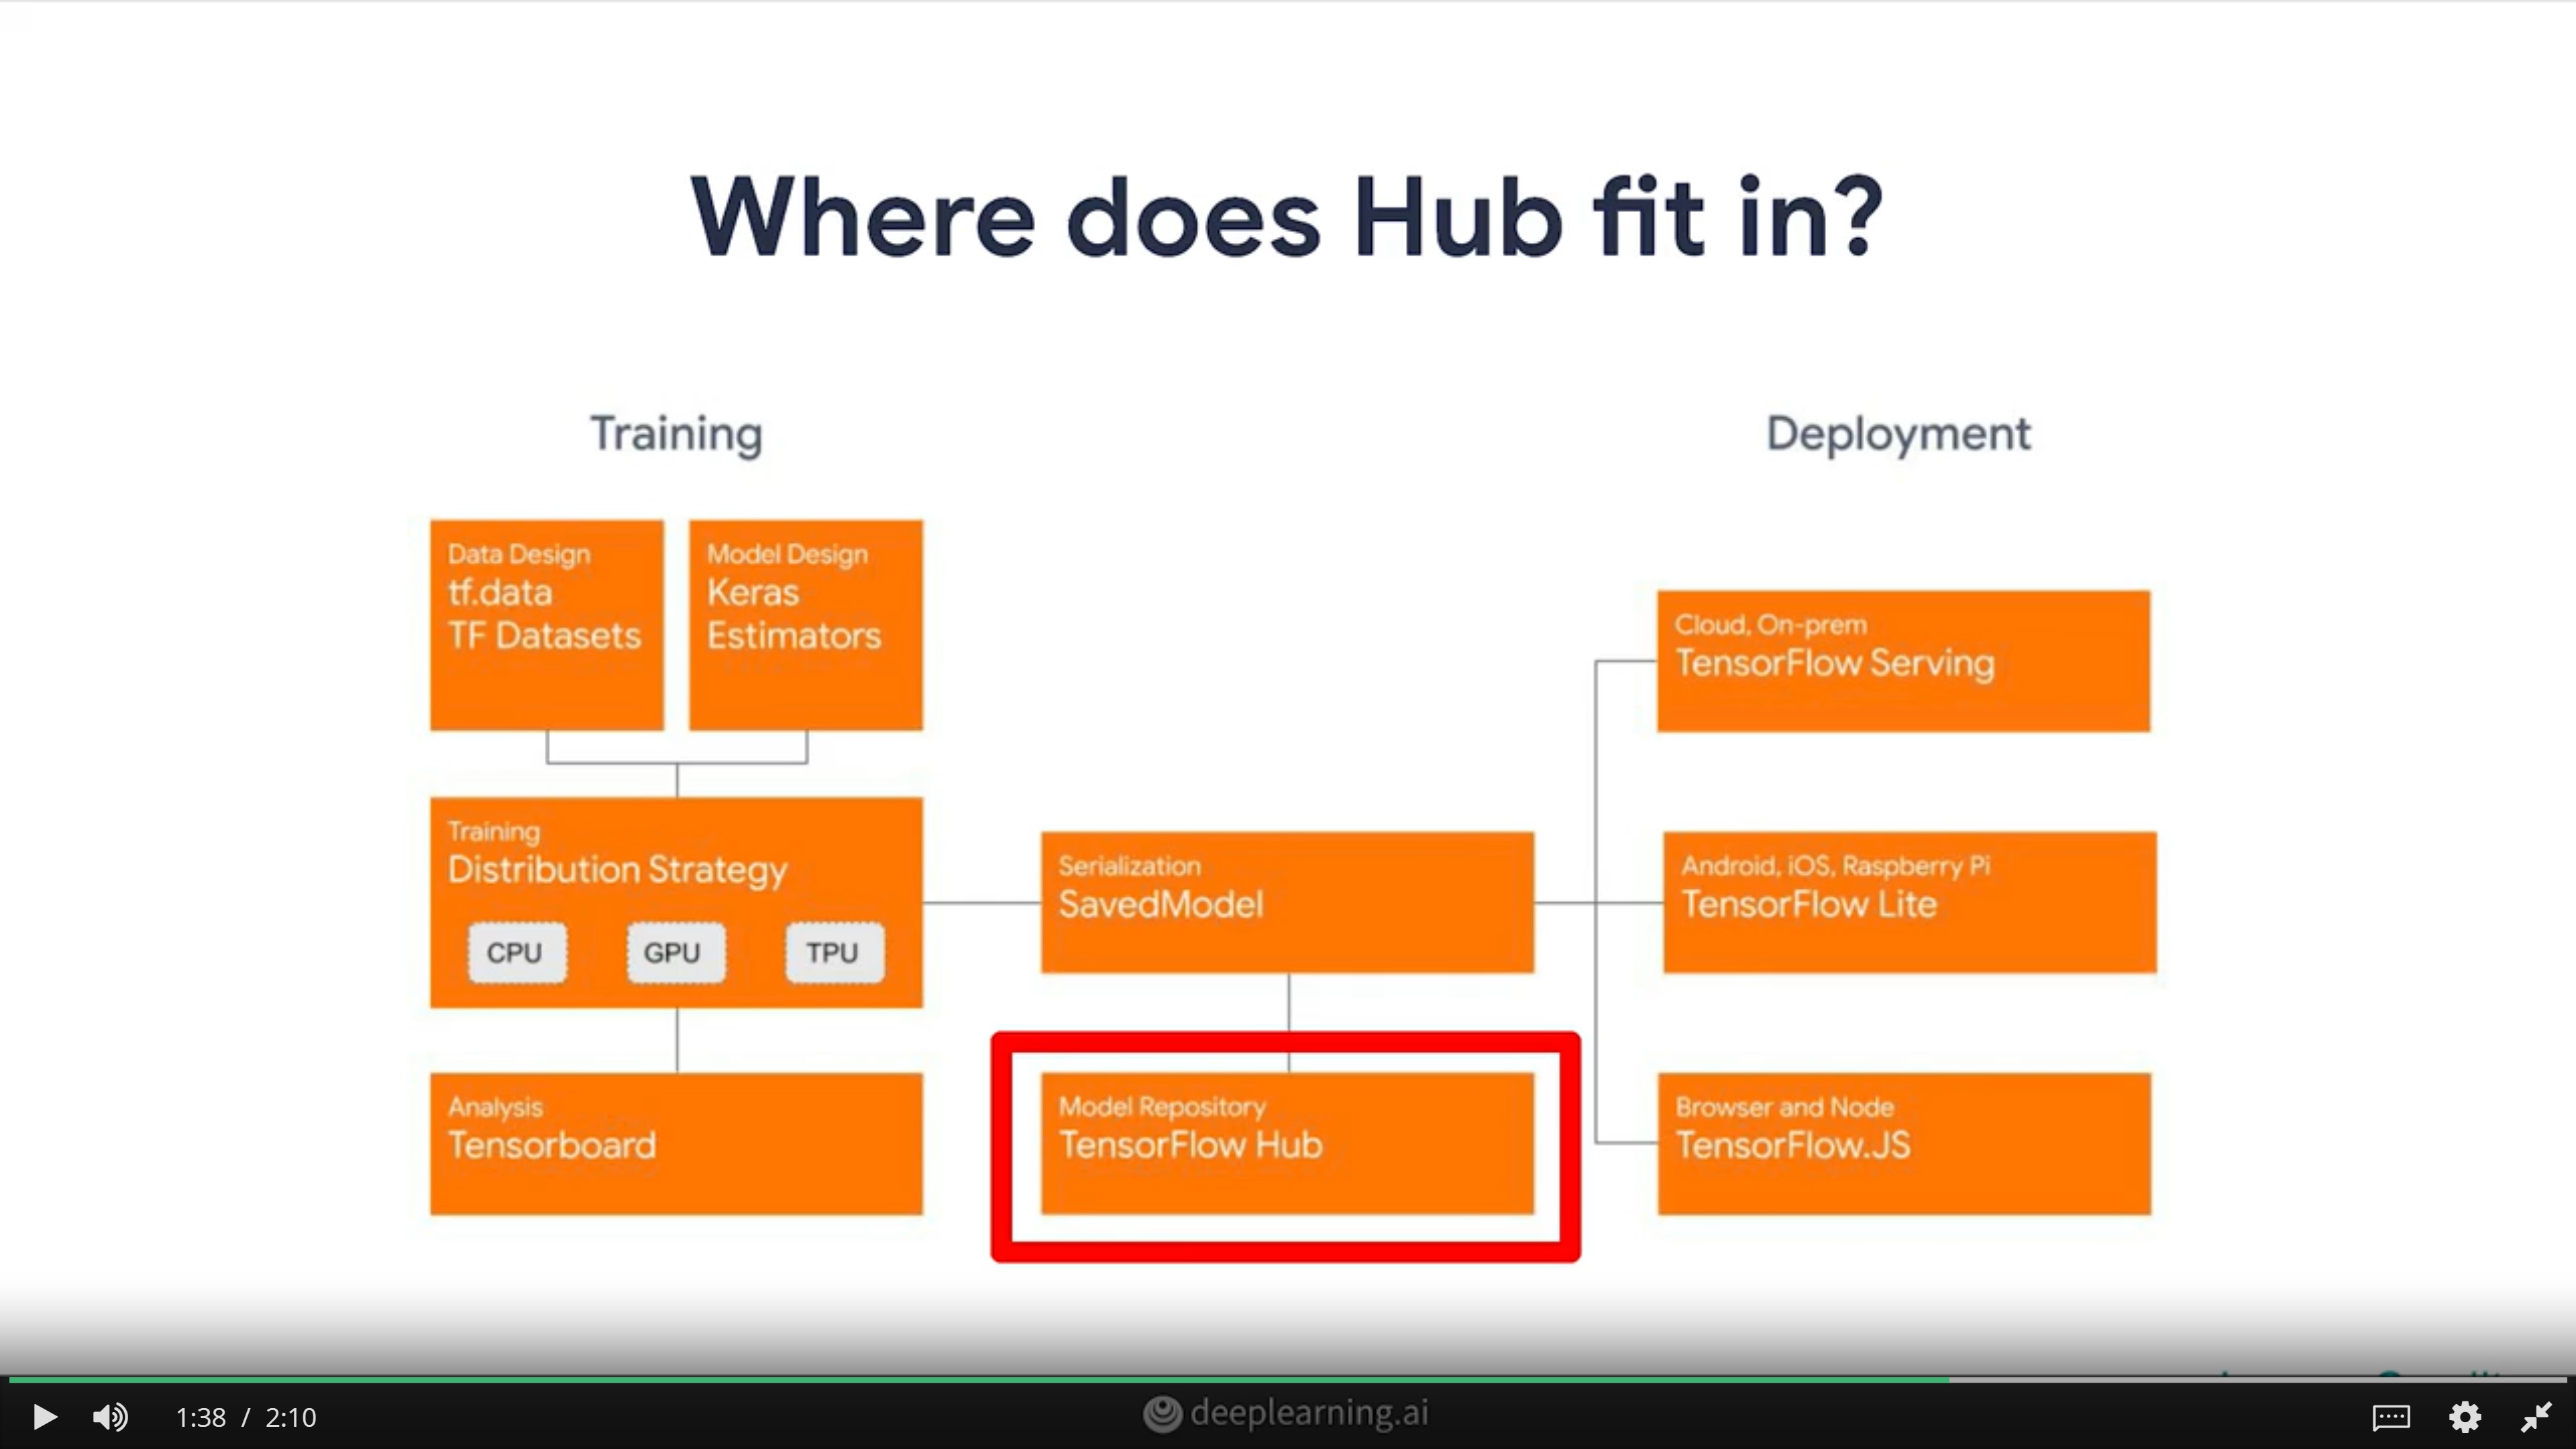 Where does Hub fit in?
Training
Deployment
Data Design
tf.data
TF Datasets
Model Design
Keras
Estimators
Training
Distribution Strategy
CPU
GPU
TPU
Analysis
Tensorboard
Serialization
SavedModel
Model Repository
TensorFlow Hub
Cloud, On-prem
TensorFlow Serving
Android, iOS, Raspberry Pi
TensorFlow Lite
Browser and Node
TensorFlow.JS
1:38 / 2:10
deeplearning.ai